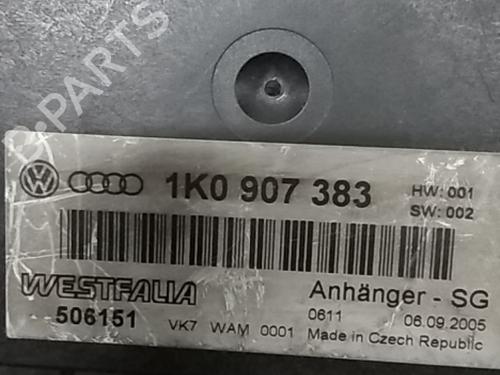 B-PARTS
1K0 907 383
HW: 001
SW: 002
WESTFALIA
Anhänger - SG
506151
VK7 WAM 0001
0611
06.09.2005
Made in Czech Republic